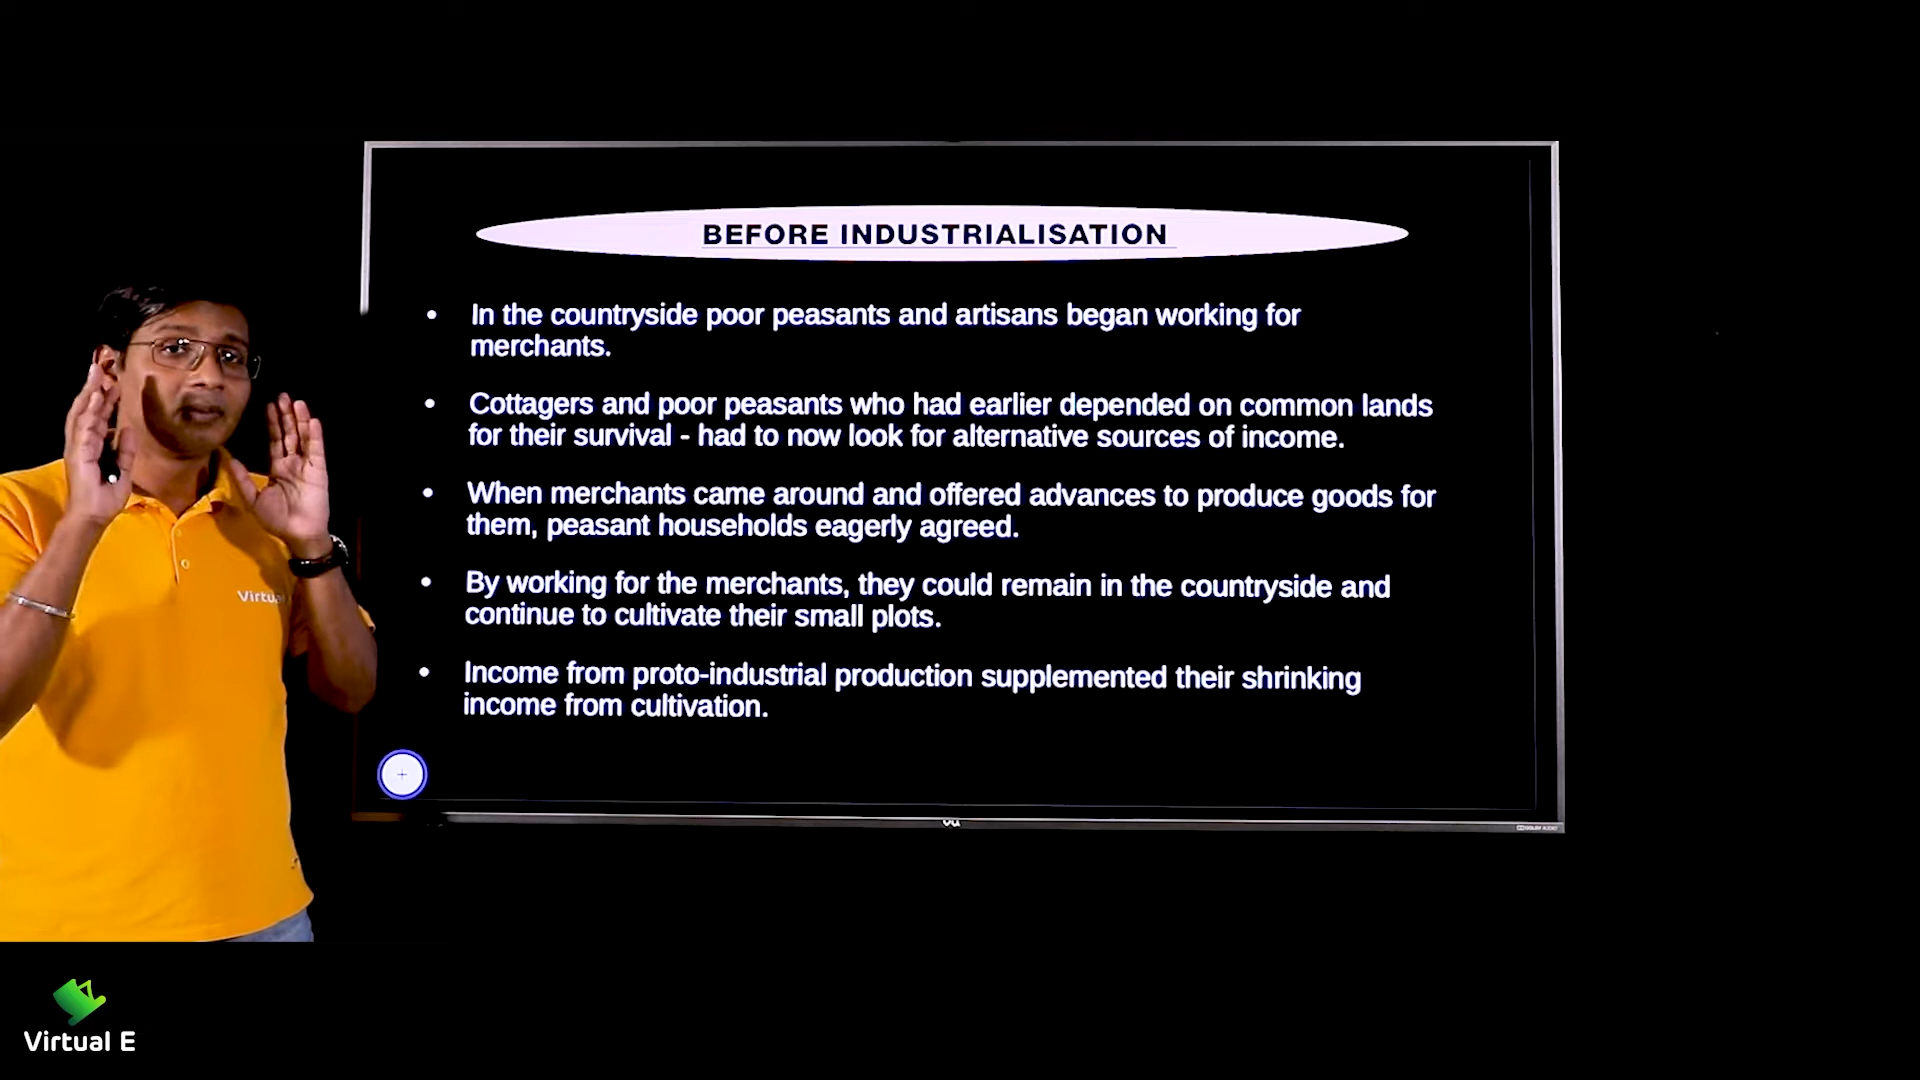 BEFORE INDUSTRIALISATION
• In the countryside poor peasants and artisans began working for
merchants.
• Cottagers and poor peasants who had earlier depended on common lands
for their survival - had to now look for alternative sources of income.
• When merchants came around and offered advances to produce goods for
them, peasant households eagerly agreed.
• By working for the merchants, they could remain in the countryside and
continue to cultivate their small plots.
• Income from proto-industrial production supplemented their shrinking
income from cultivation.
Virtual
Virtual E